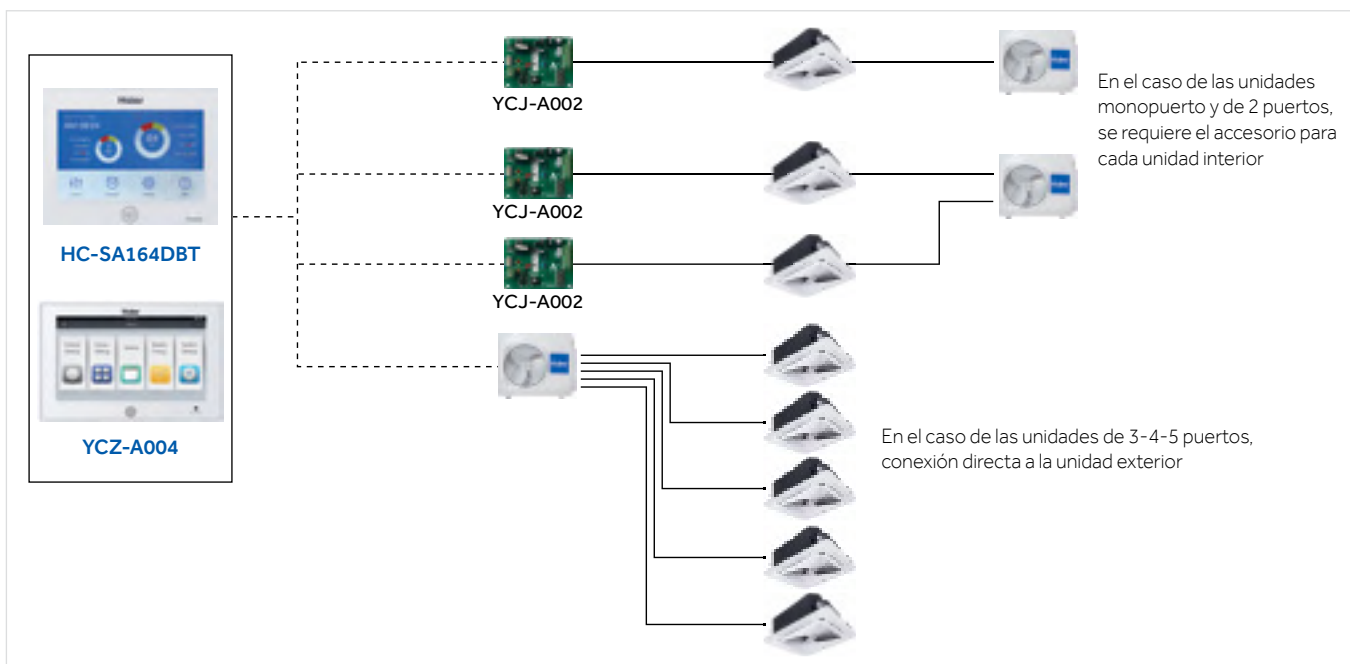 Haier
HC-SA164DBT
Haier
YCZ-A004
YCJ-A002
YCJ-A002
YCJ-A002
En el caso de las unidades
monopuerto y de 2 puertos,
se requiere el accesorio para
cada unidad interior
En el caso de las unidades de 3-4-5 puertos,
conexión directa a la unidad exterior